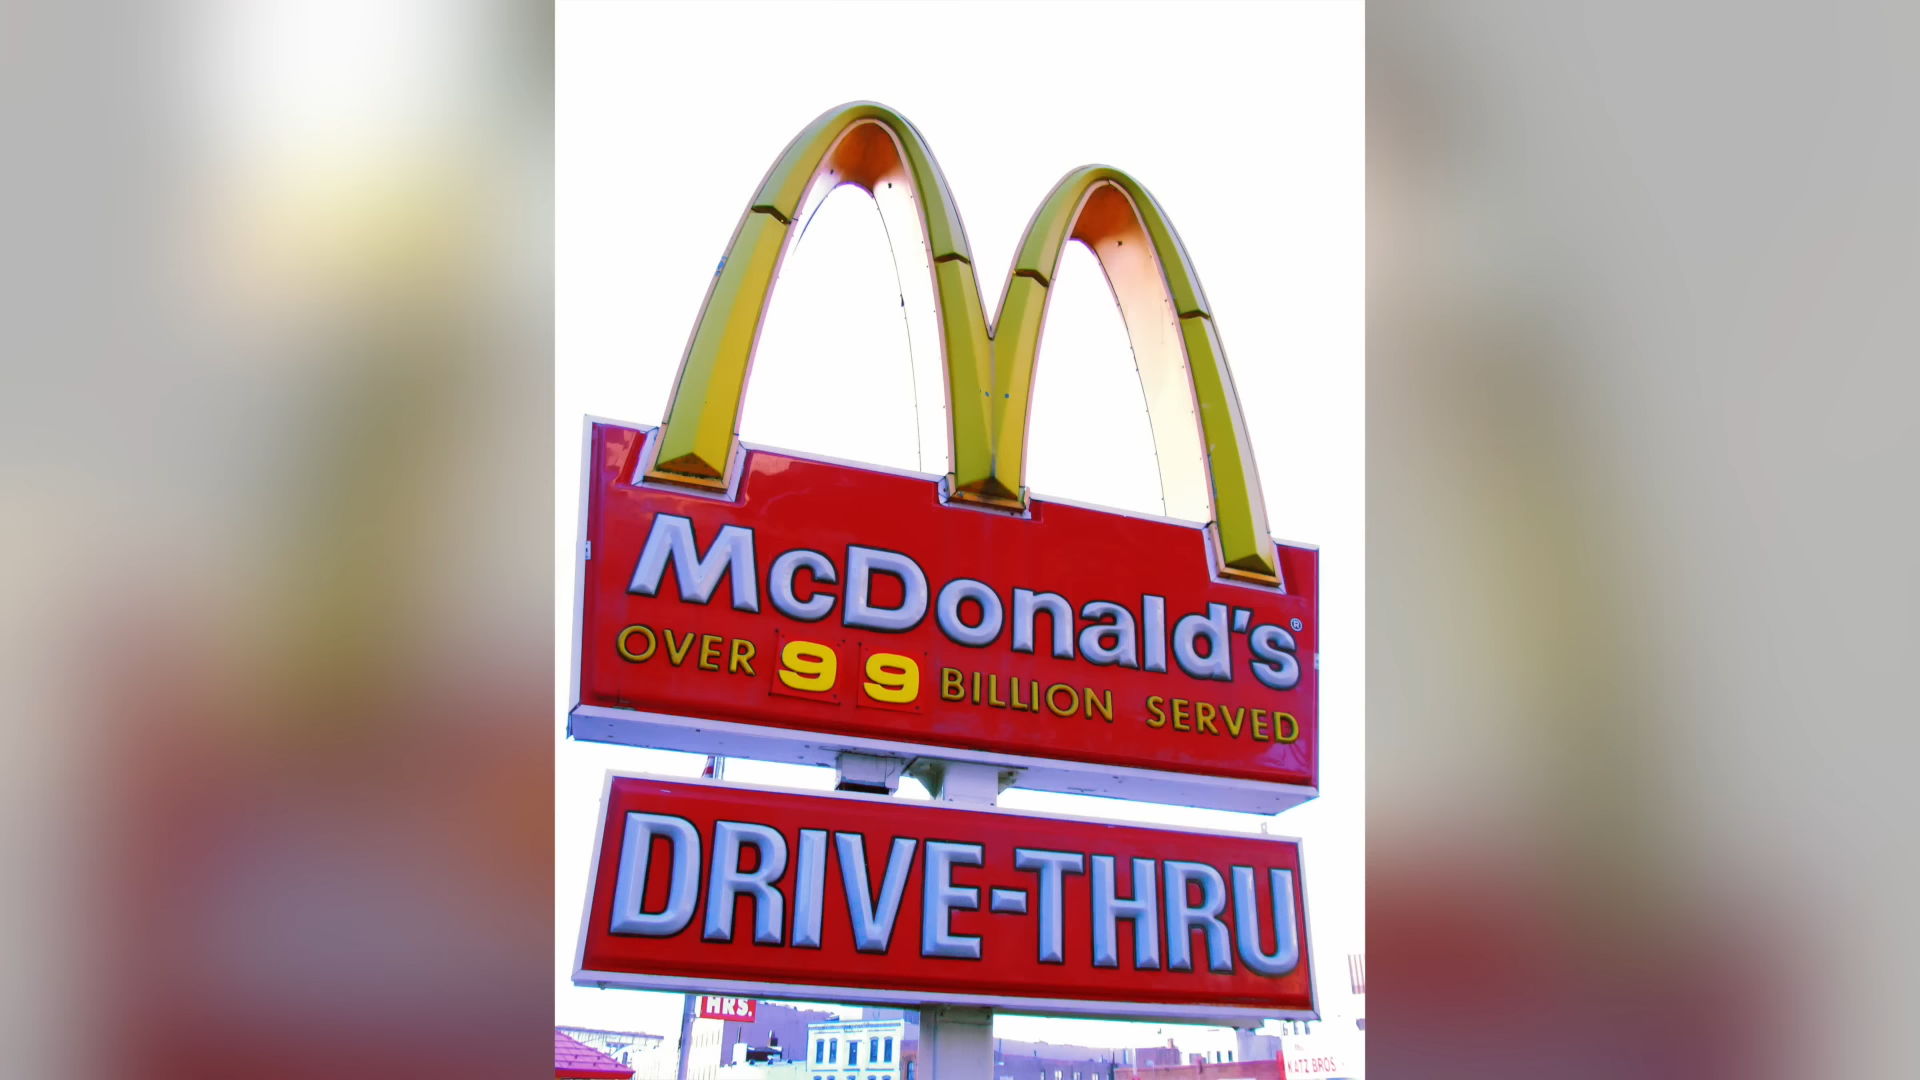 McDonald's®
OVER 99 BILLION SERVED
DRIVE-THRU
HRS.
KATZ BROS.